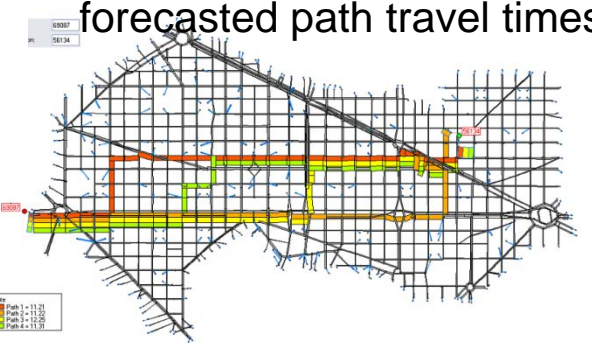 forecasted path travel times
69087
56134
56134
69087
Path 1 = 11.21
Path 2 = 11.22
Path 3 = 12.25
Path 4 = 11.31